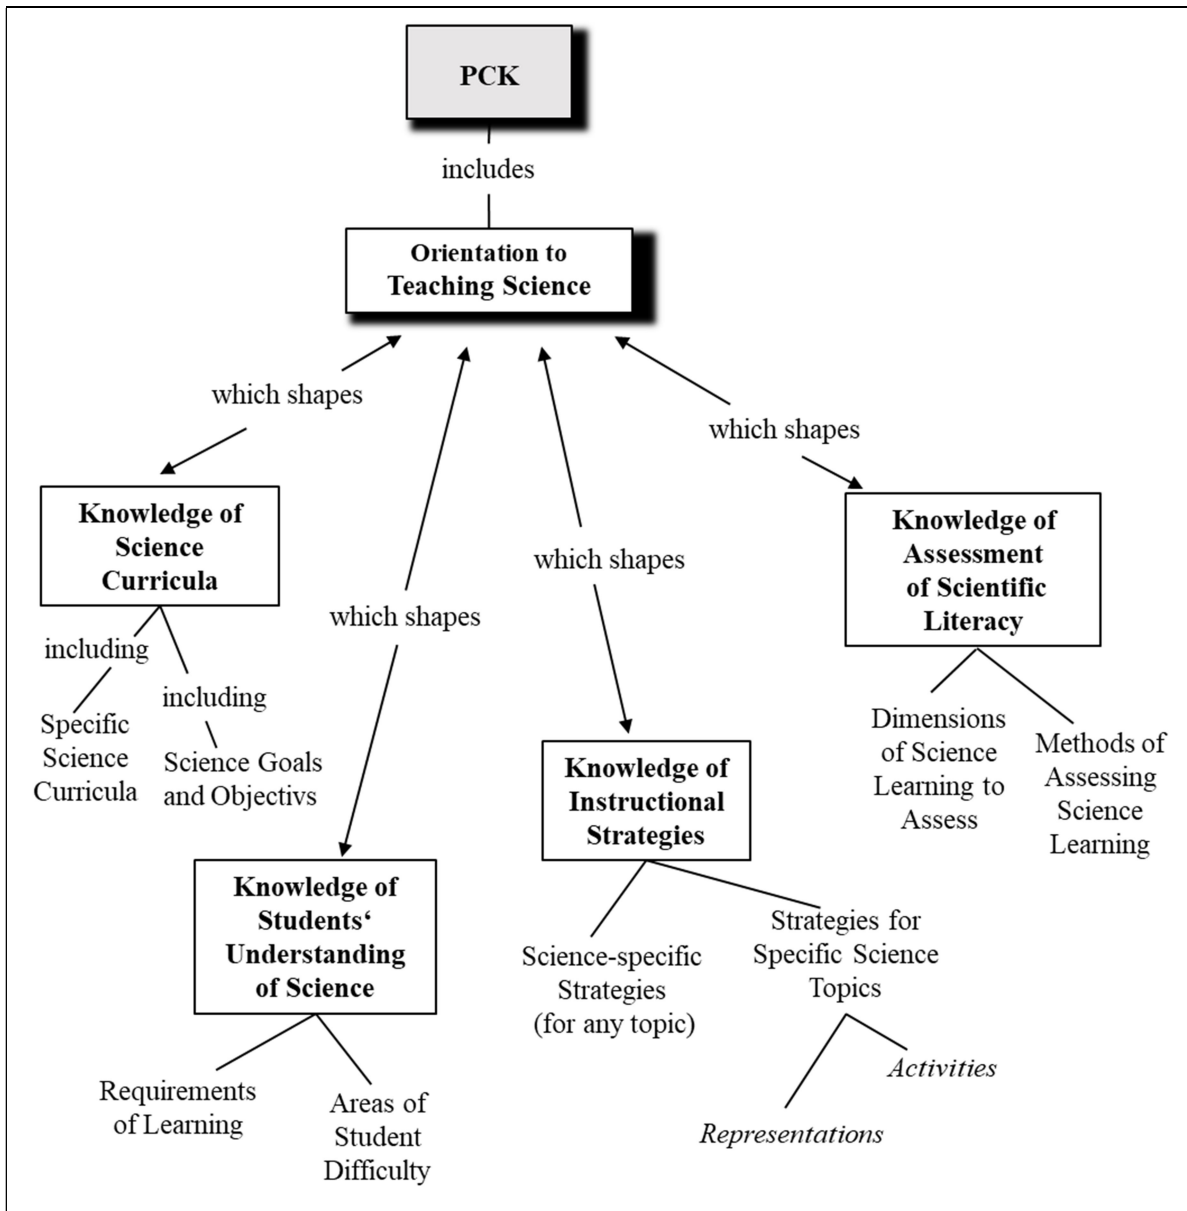 PCK
includes
Orientation to
Teaching Science
which shapes
which shapes
which shapes
which shapes
Knowledge of
Science
Curricula
including
including
Specific
Science
Curricula
Science Goals
and Objectivs
Knowledge of
Students‘
Understanding
of Science
Requirements
of Learning
Areas of
Student
Difficulty
Knowledge of
Instructional
Strategies
Science-specific
Strategies
(for any topic)
Strategies for
Specific Science
Topics
Activities
Representations
Knowledge of
Assessment
of Scientific
Literacy
Dimensions
of Science
Learning to
Assess
Methods of
Assessing
Science
Learning